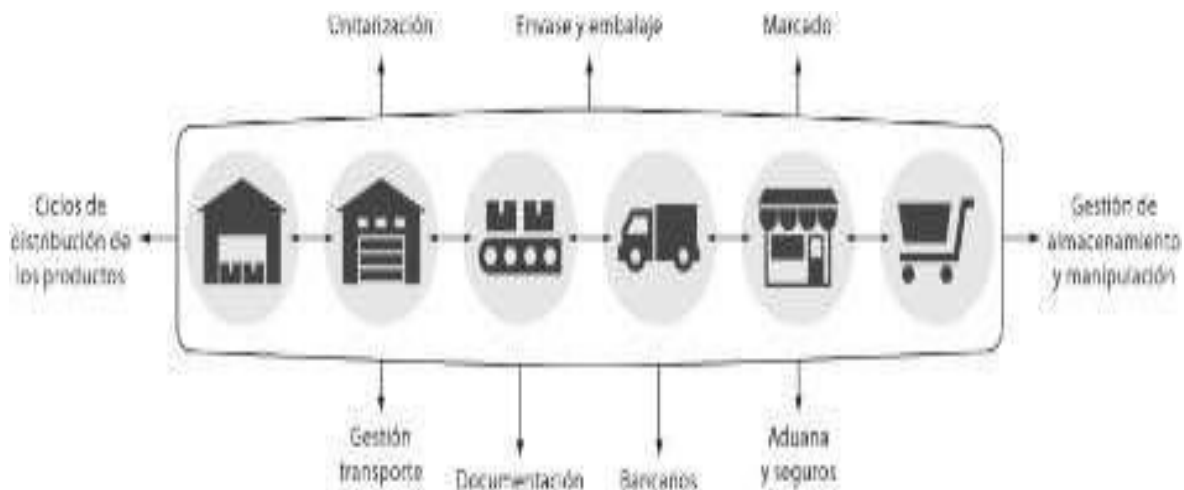 Unitarización
Envase y embalaje
Marcado
Ciclos de
distribución de
los productos
Gestión de
almacenamiento
y manipulación
Gestión
transporte
Documentación
Bancarios
Aduana
y seguros